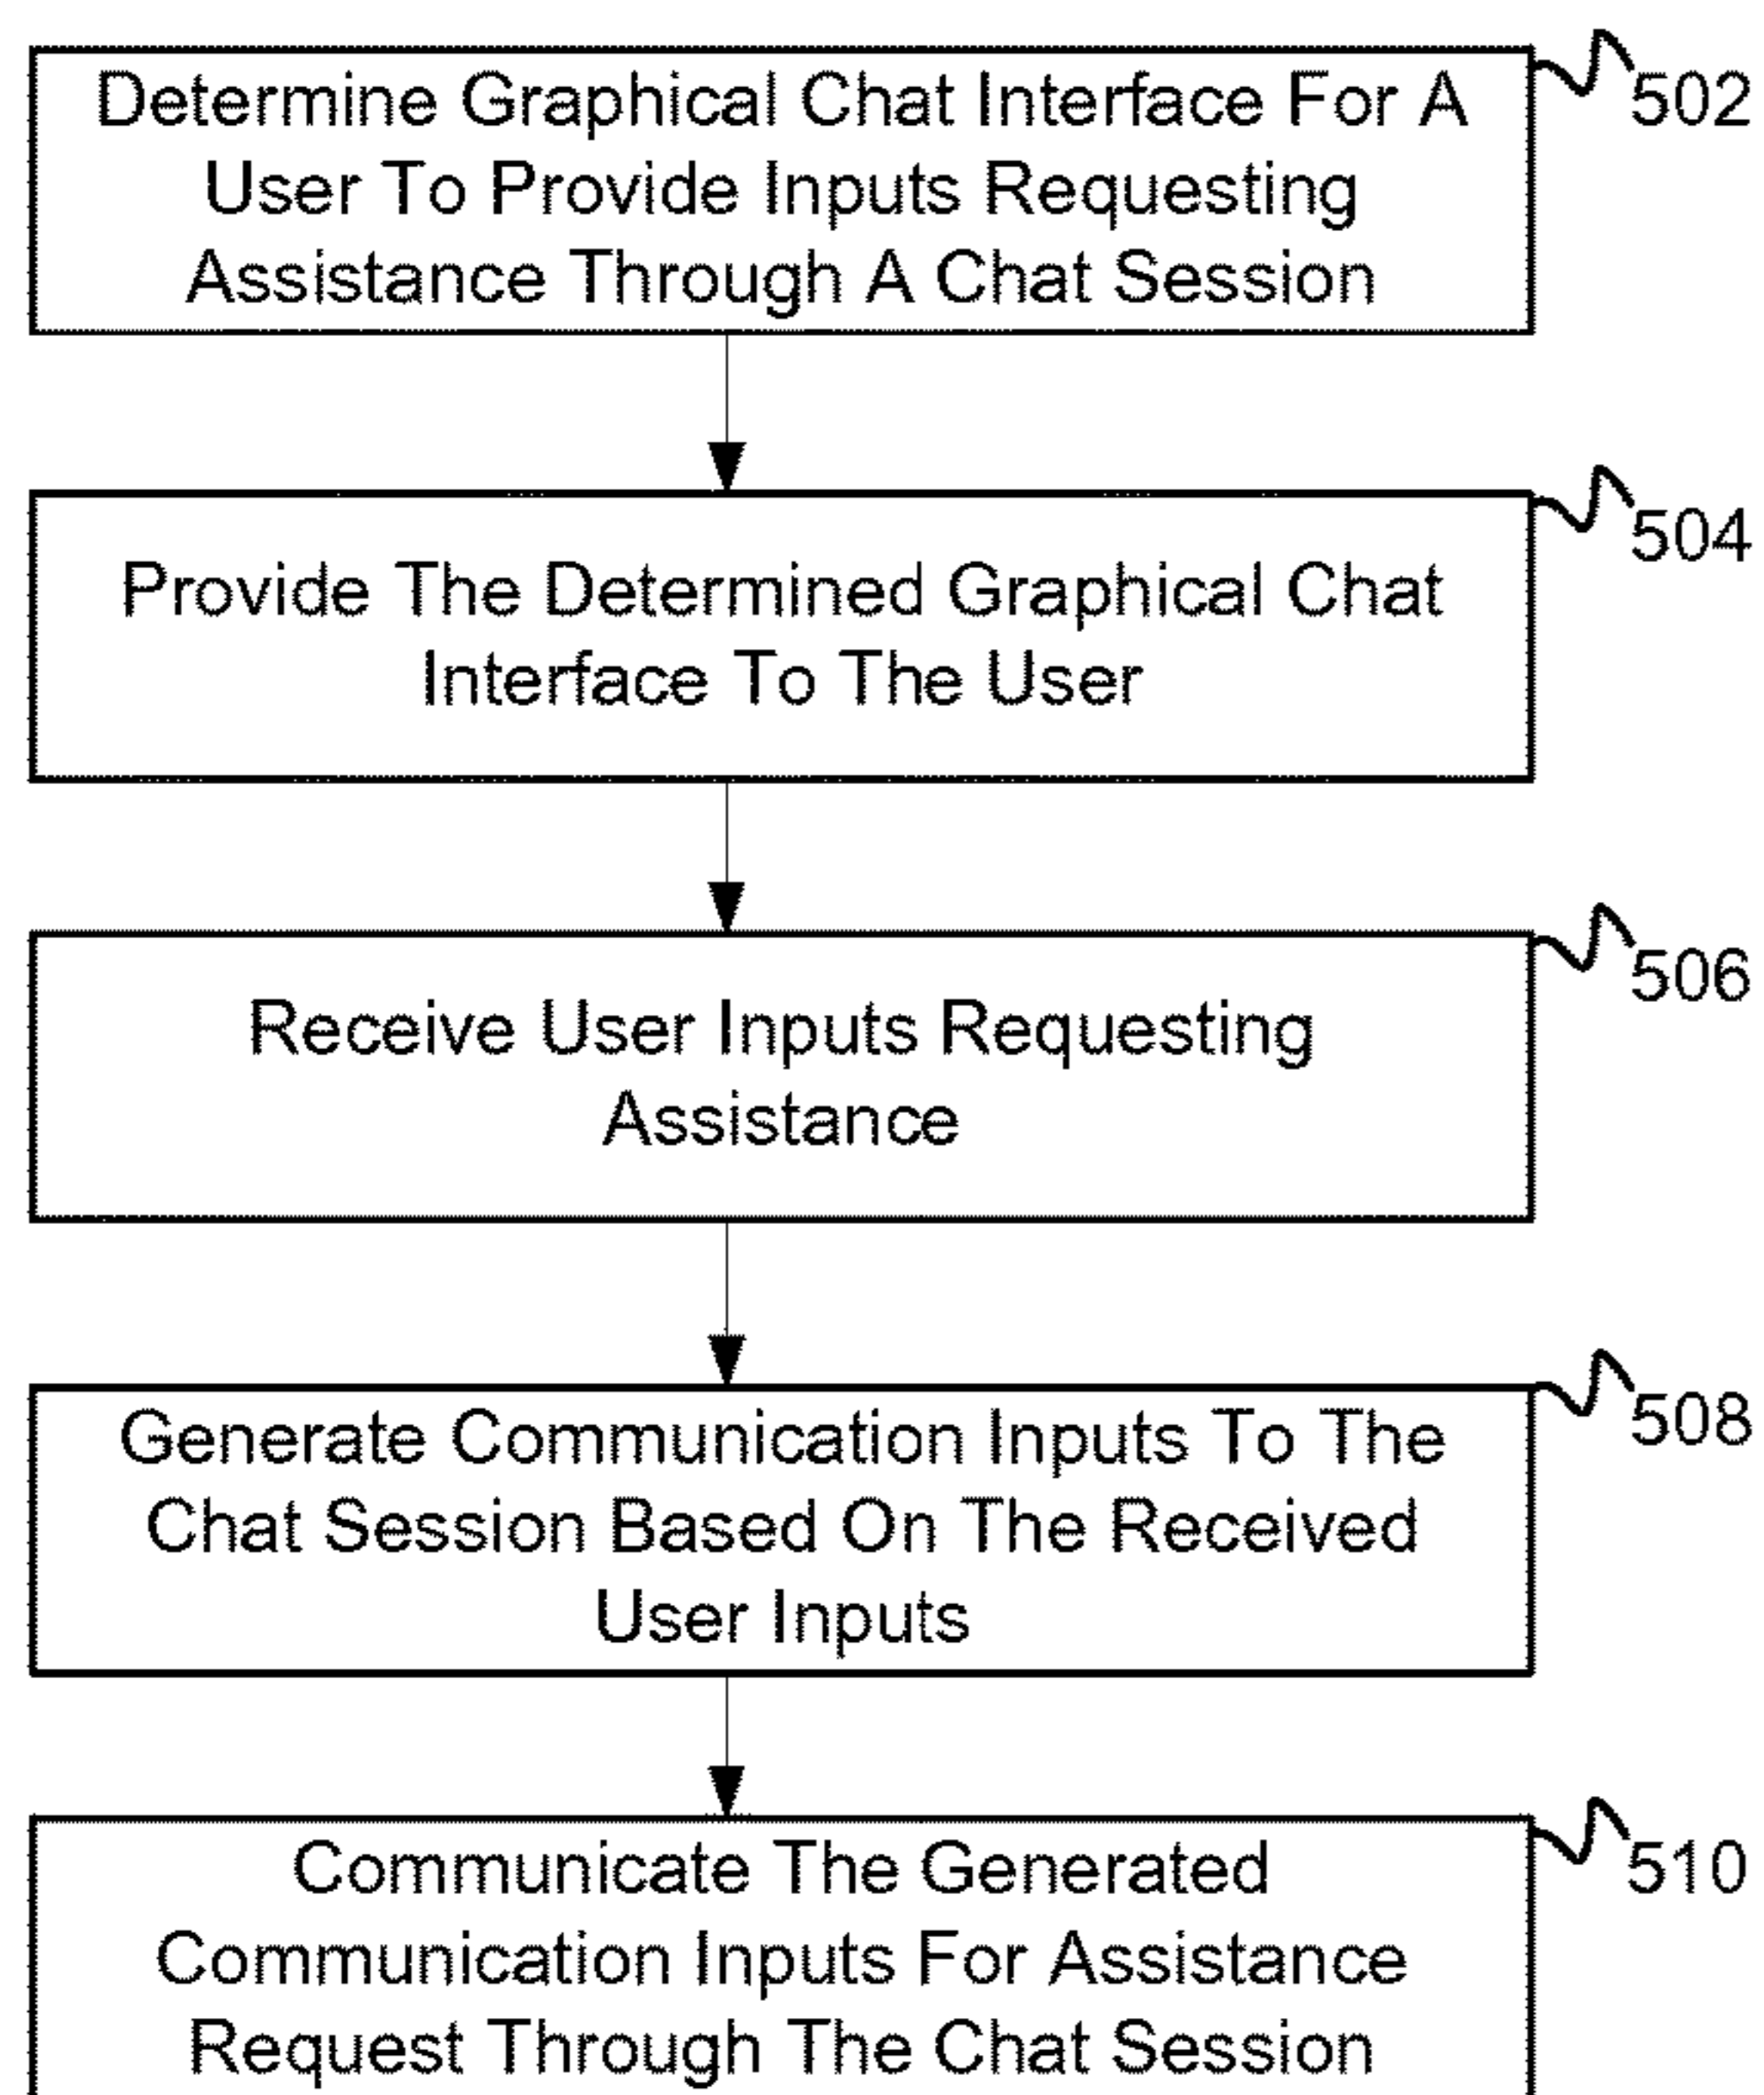 Determine Graphical Chat Interface For A
User To Provide Inputs Requesting
Assistance Through A Chat Session
502
Provide The Determined Graphical Chat
Interface To The User
504
Receive User Inputs Requesting
Assistance
506
Generate Communication Inputs To The
Chat Session Based On The Received
User Inputs
508
Communicate The Generated
Communication Inputs For Assistance
Request Through The Chat Session
510